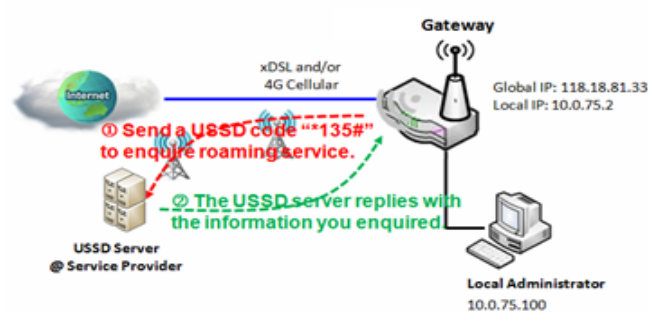 Gateway
xDSL and/or
4G Cellular
Internet
Global IP: 118.18.81.33
Local IP: 10.0.75.2
① Send a USSD code “*135#”
to enquire roaming service.
② The USSD server replies with
the information you enquired.
USSD Server
@ Service Provider
Local Administrator
10.0.75.100